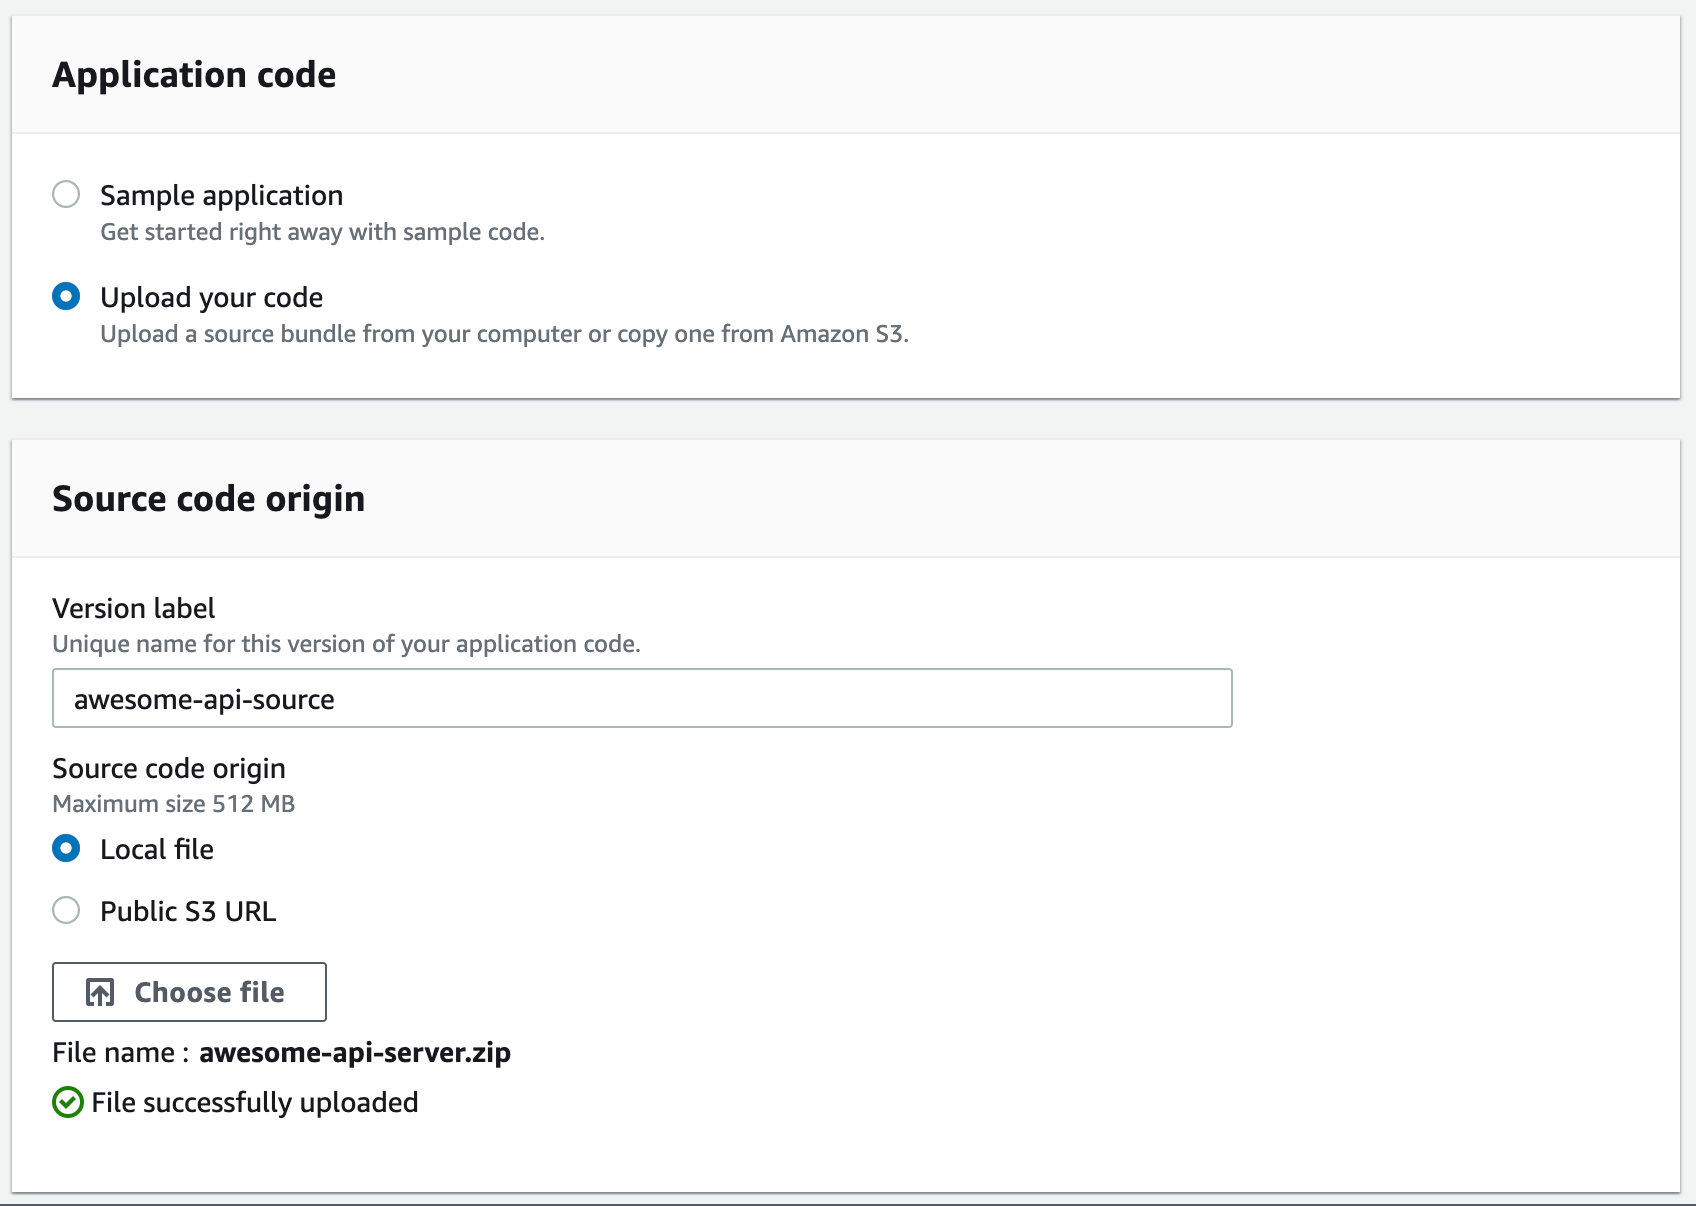 Application code
Sample application
Get started right away with sample code.
Upload your code
Upload a source bundle from your computer or copy one from Amazon S3.
Source code origin
Version label
Unique name for this version of your application code.
awesome-api-source
Source code origin
Maximum size 512 MB
Local file
Public S3 URL
Choose file
File name : awesome-api-server.zip
File successfully uploaded